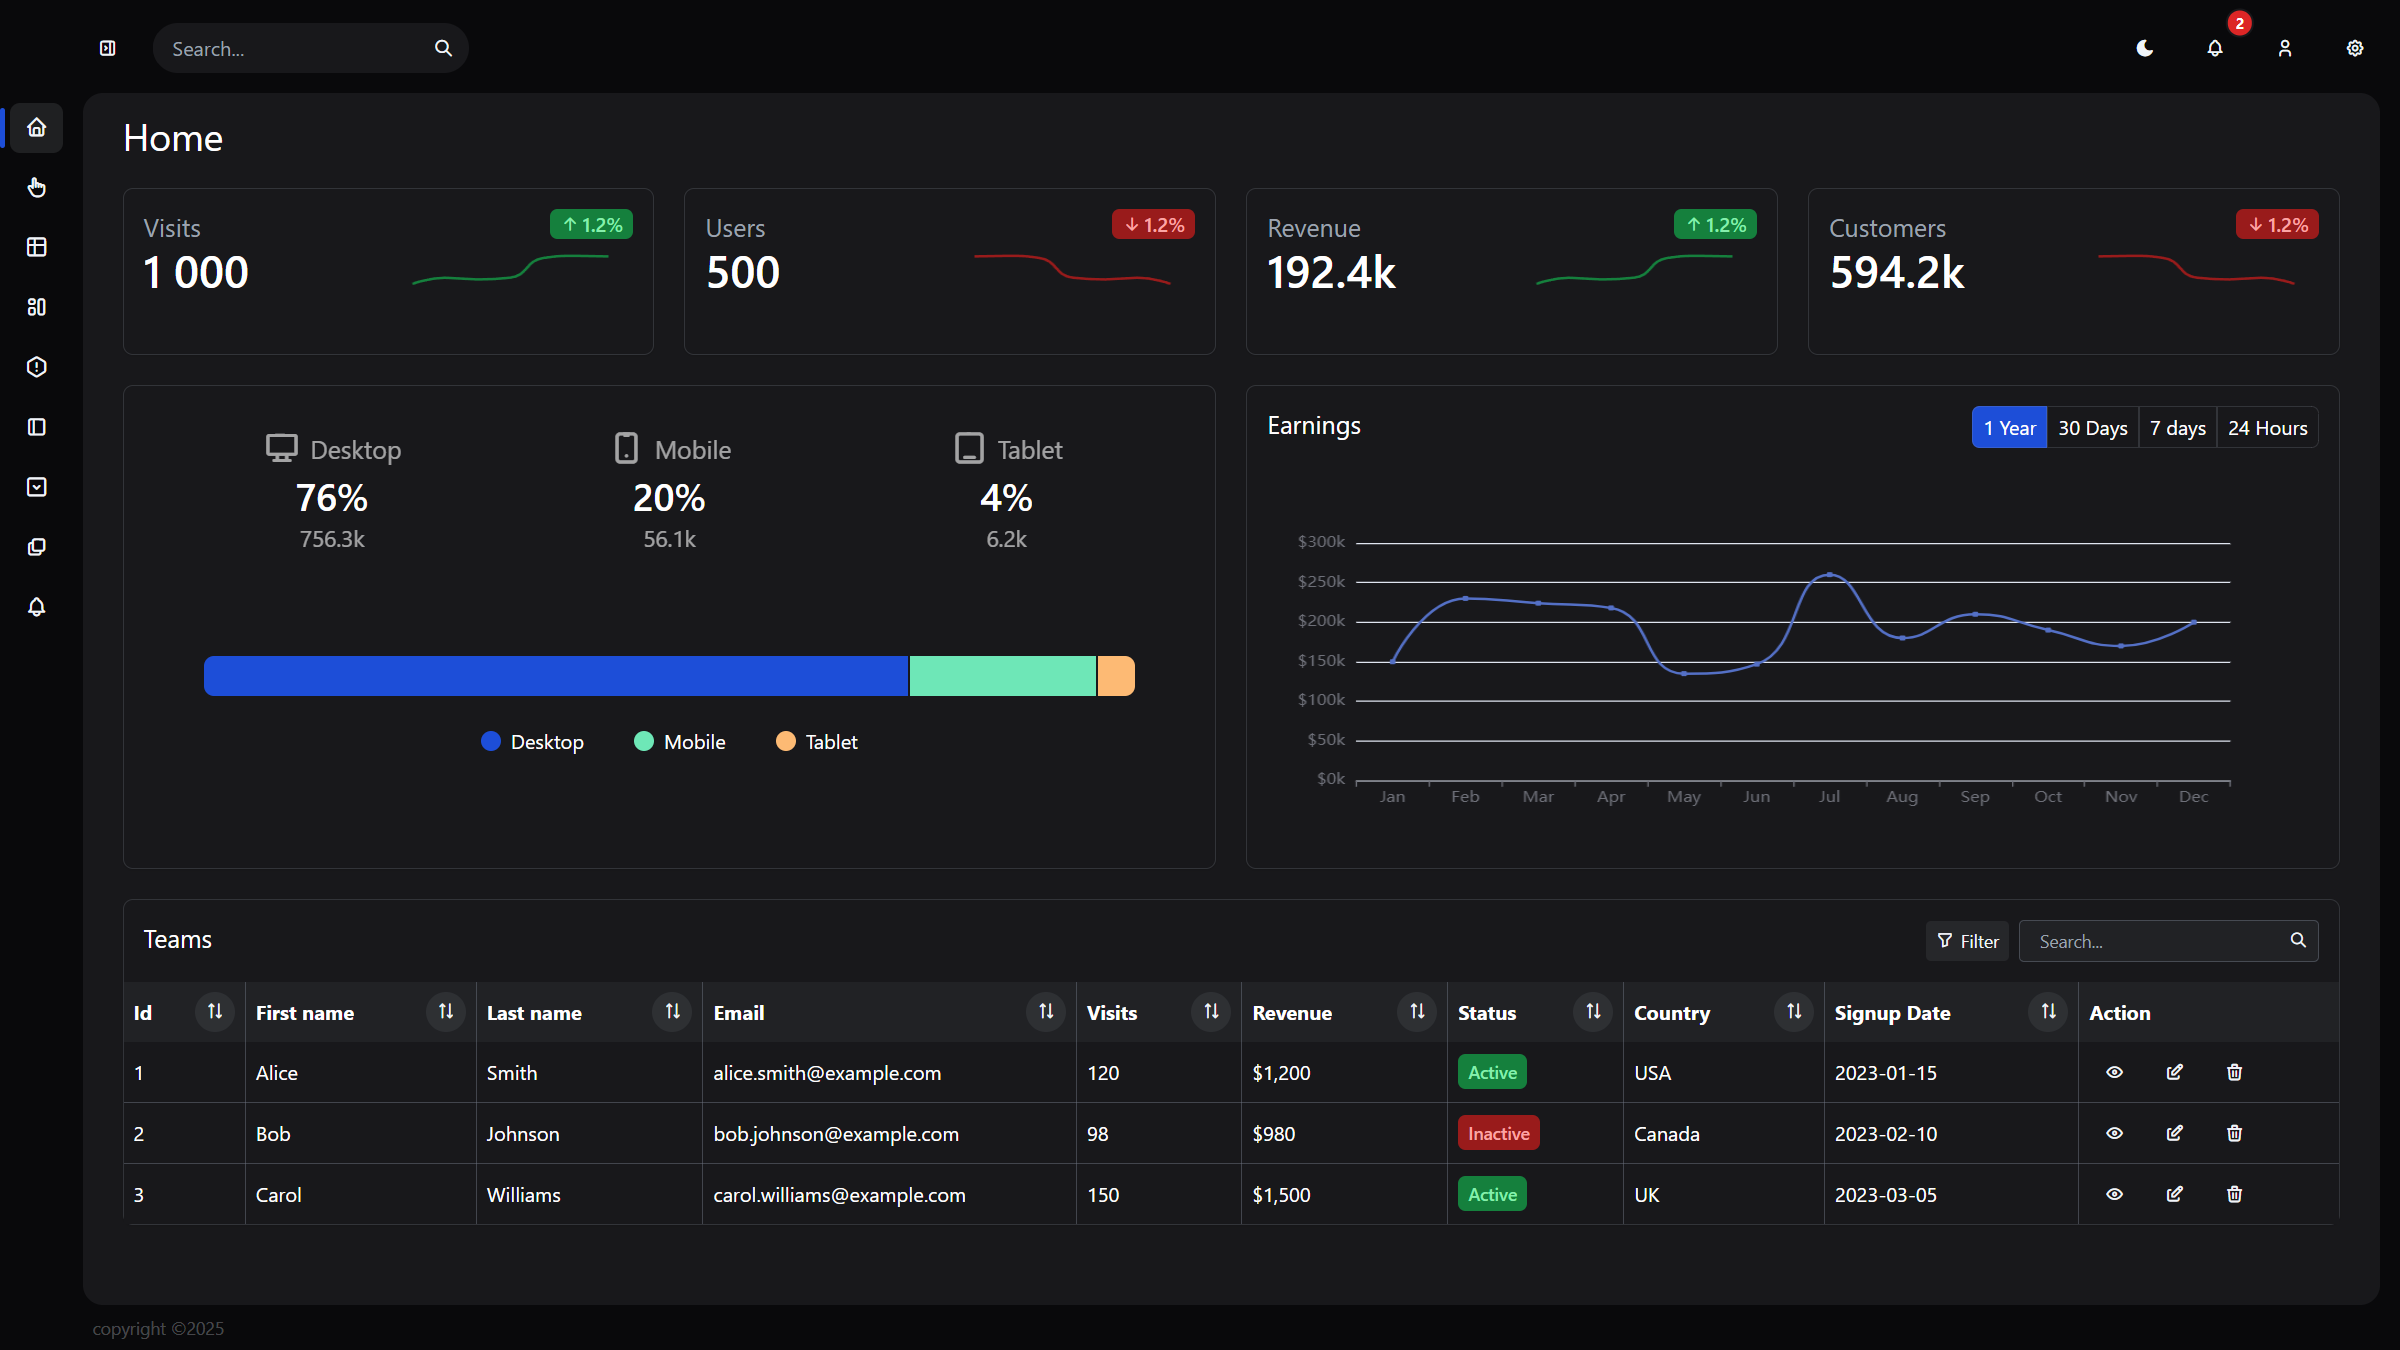 Search...
2
Home
Visits
1.2%
1 000
Users
1.2%
500
Revenue
1.2%
192.4k
Customers
1.2%
594.2k
Desktop
76%
756.3k
Mobile
20%
56.1k
Tablet
4%
6.2k
Desktop Mobile Tablet
Earnings
1 Year 30 Days 7 days 24 Hours
$300k
$250k
$200k
$150k
$100k
$50k
$0k
Jan Feb Mar Apr May Jun Jul Aug Sep Oct Nov Dec
Teams
Filter
Search...
Id First name Last name Email Visits Revenue Status Country Signup Date Action
1 Alice Smith alice.smith@example.com 120 $1,200 Active USA 2023-01-15
2 Bob Johnson bob.johnson@example.com 98 $980 Inactive Canada 2023-02-10
3 Carol Williams carol.williams@example.com 150 $1,500 Active UK 2023-03-05
copyright ©2025